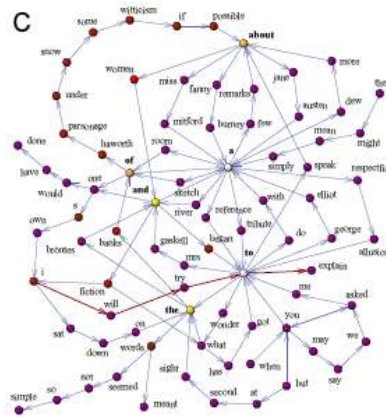 C
witticism
if
possible
some
about
snow
women
miss
jane
more
under
fanny
remarks
austen
the
parsonage
mitford
burney
few
dew
mean
might
done
haworth
room
a
of
simply
speak
respectful
have
out
and
sketch
would
with
elliot
river
reference
own
s
tribute
brontes
banks
gaskell
began
do
george
to
allusion
i
mrs
explain
try
fiction
me
will
the
asked
wonder
got
you
sat
on
we
down
words
what
may
sight
has
when
say
not
seemed
so
second
at
but
simple
meant